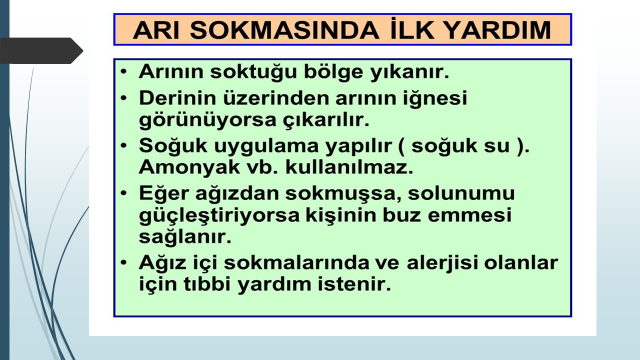 ARI SOKMASINDA İLK YARDIM
• Arının soktuğu bölge yıkanır.
• Derinin üzerinden arının iğnesi
görünüyorsa çıkarılır.
• Soğuk uygulama yapılır ( soğuk su ).
Amonyak vb. kullanılmaz.
• Eğer ağızdan sokmuşsa, solunumu
güçleştiriyorsa kişinin buz emmesi
sağlanır.
• Ağız içi sokmalarında ve alerjisi olanlar
için tıbbi yardım istenir.